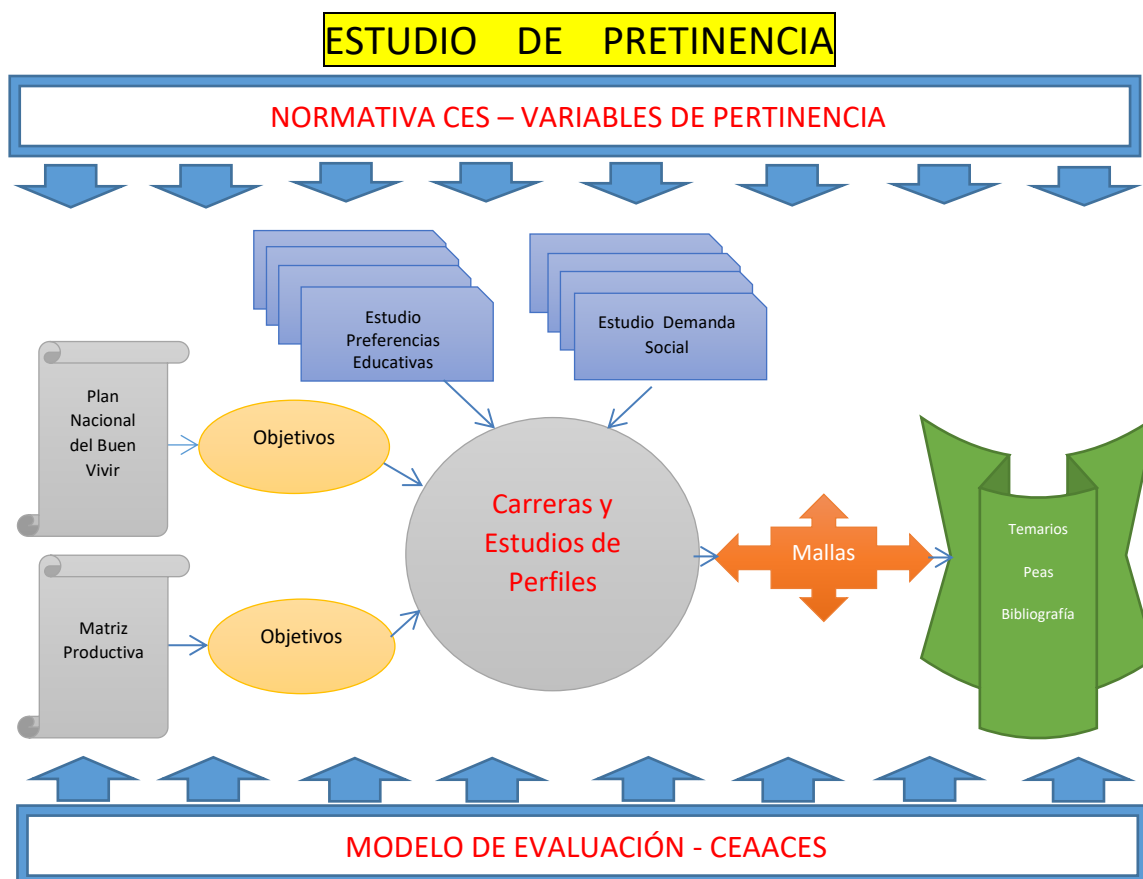 ESTUDIO DE PRETINENCIA
NORMATIVA CES – VARIABLES DE PERTINENCIA
Estudio
Preferencias
Educativas
Estudio Demanda
Social
Plan
Nacional
del Buen
Vivir
Objetivos
Carreras y
Estudios de
Perfiles
Mallas
Temarios
Peas
Bibliografía
Matriz
Productiva
Objetivos
MODELO DE EVALUACIÓN - CEAACES